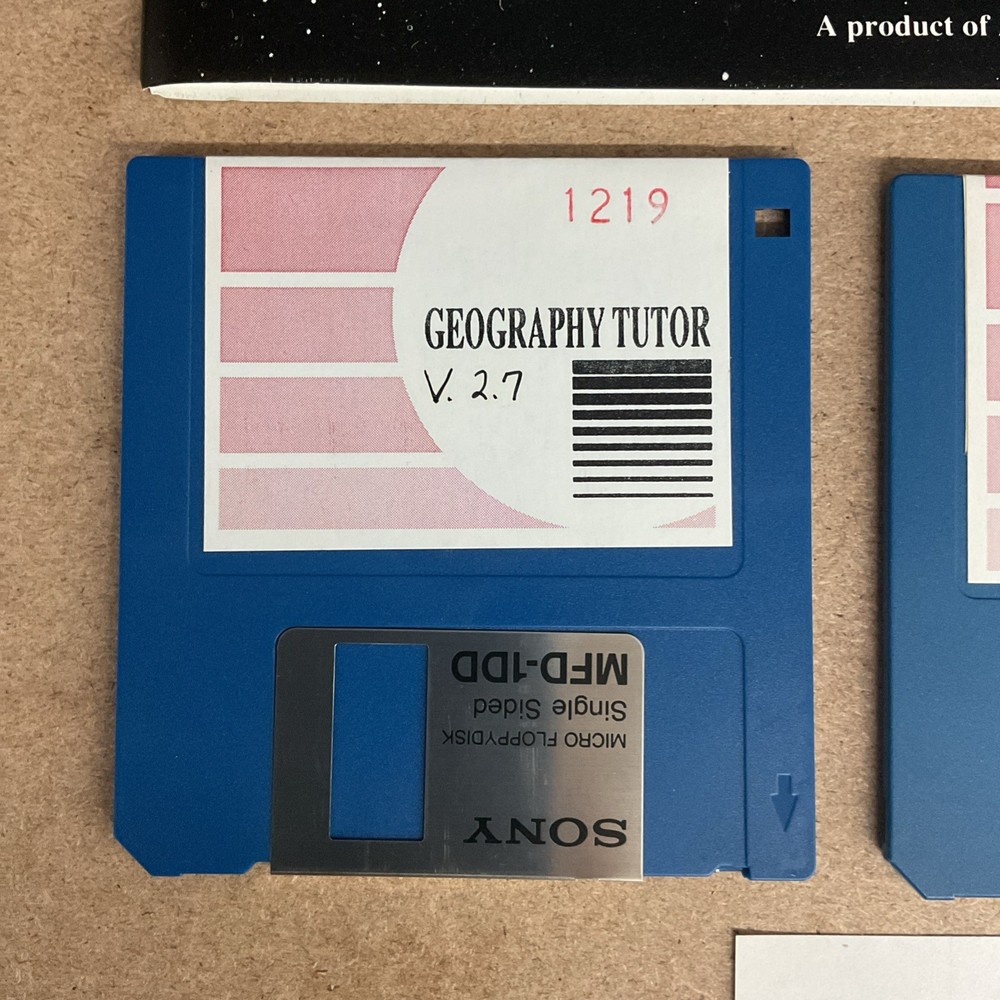 A product of
1219
GEOGRAPHY TUTOR
V. 2.7
SONY
MICRO FLOPPYDISK
Single Sided
MFD-1DD